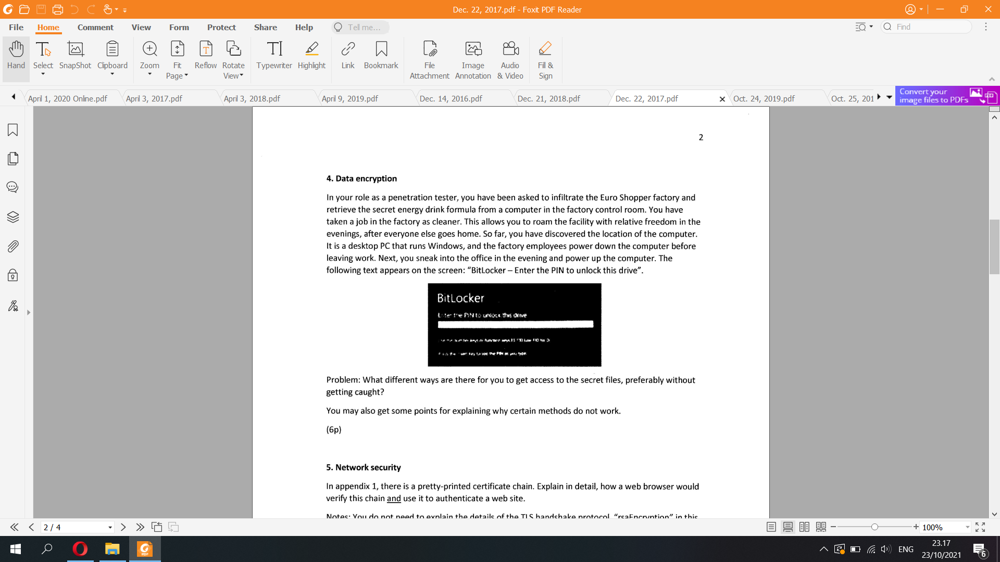 Dec. 22, 2017.pdf - Foxit PDF Reader
File Home Comment View Form Protect Share Help Tell me... Find
Hand Select SnapShot Clipboard Zoom Fit Page Reflow Rotate View Typewriter Highlight Link Bookmark File Attachment Image Annotation Audio & Video Fill & Sign
April 1, 2020 Online.pdf April 3, 2017.pdf April 3, 2018.pdf April 9, 2019.pdf Dec. 14, 2016.pdf Dec. 21, 2018.pdf Dec. 22, 2017.pdf Oct. 24, 2019.pdf Oct. 25, 201
Convert your
image files to PDFs
2
4. Data encryption
In your role as a penetration tester, you have been asked to infiltrate the Euro Shopper factory and
retrieve the secret energy drink formula from a computer in the factory control room. You have
taken a job in the factory as cleaner. This allows you to roam the facility with relative freedom in the
evenings, after everyone else goes home. So far, you have discovered the location of the computer.
It is a desktop PC that runs Windows, and the factory employees power down the computer before
leaving work. Next, you sneak into the office in the evening and power up the computer. The
following text appears on the screen: “BitLocker – Enter the PIN to unlock this drive”.
BitLocker
Enter the PIN to unlock this drive
Problem: What different ways are there for you to get access to the secret files, preferably without
getting caught?
You may also get some points for explaining why certain methods do not work.
(6p)
5. Network security
In appendix 1, there is a pretty-printed certificate chain. Explain in detail, how a web browser would
verify this chain and use it to authenticate a web site.
Notes: You do not need to explain the details of the TLS handshake protocol. “rsaEncryption” in this
2 / 4
100%
ENG
23.17
23/10/2021
6